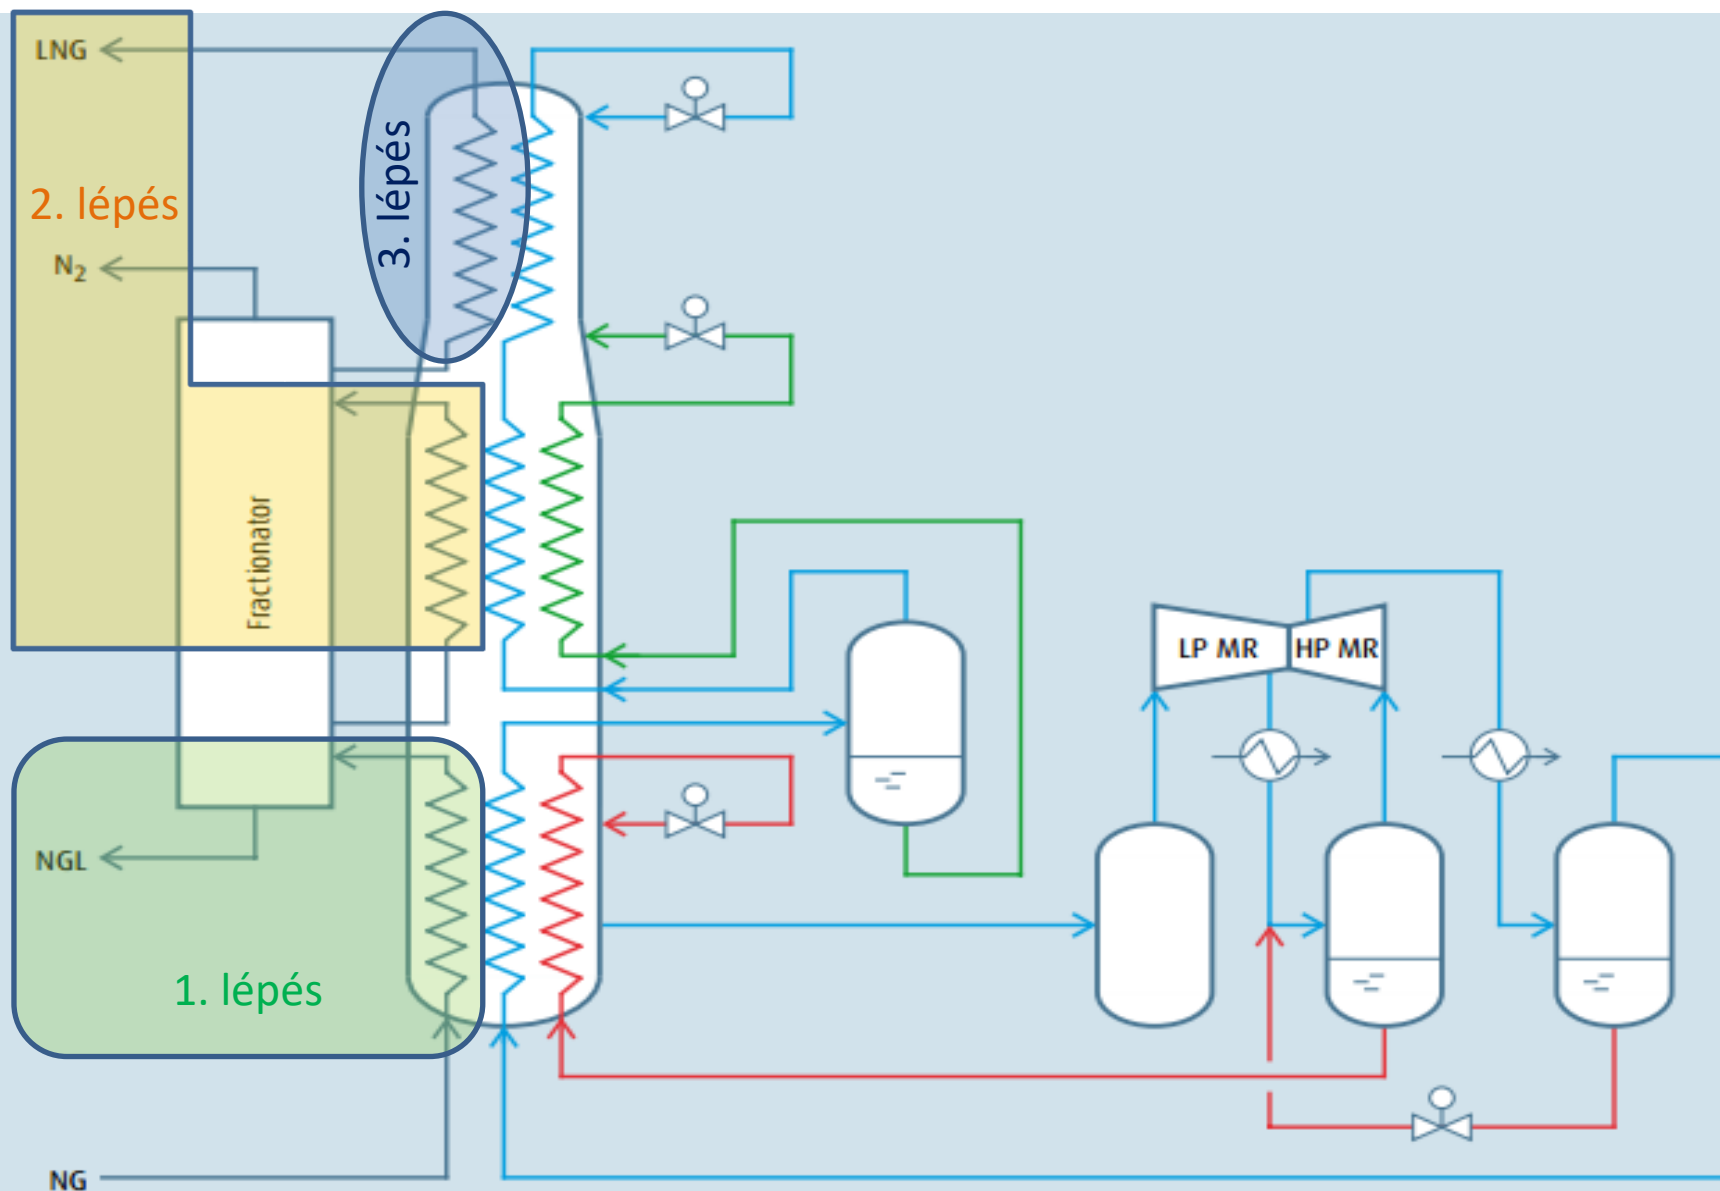 LNG
3. lépés
2. lépés
N₂
Fractionator
LP MR
HP MR
NGL
1. lépés
NG